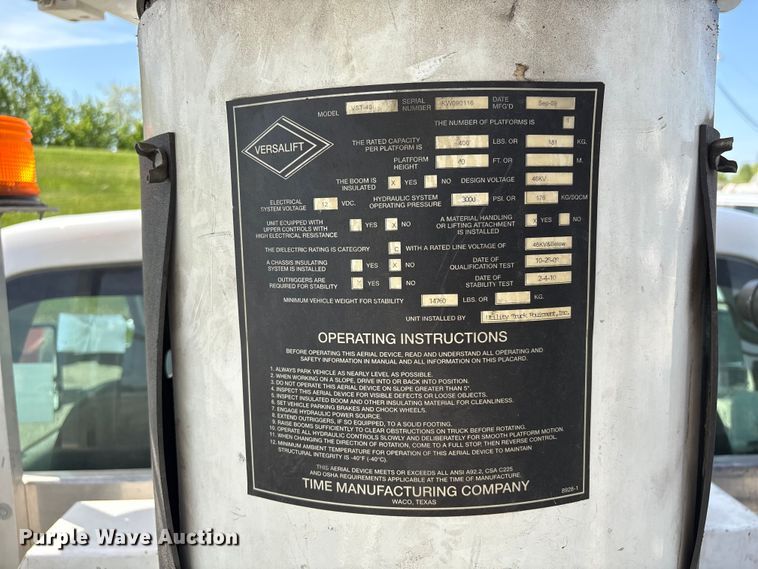 VERSALIFT
MODEL VST-40 SERIAL NUMBER KW090116 DATE MFG'D Sep-09
THE NUMBER OF PLATFORMS IS 1
THE RATED CAPACITY PER PLATFORM IS 400 LBS. OR 181 KG.
PLATFORM HEIGHT 40 FT. OR M.
THE BOOM IS INSULATED X YES NO DESIGN VOLTAGE 46KV
ELECTRICAL SYSTEM VOLTAGE 12 VDC. HYDRAULIC SYSTEM OPERATING PRESSURE 3000 PSI. OR KG/SQCM
UNIT EQUIPPED WITH UPPER CONTROLS WITH HIGH ELECTRICAL RESISTANCE YES X NO A MATERIAL HANDLING OR LIFTING ATTACHMENT IS INSTALLED X YES NO
THE DIELECTRIC RATING IS CATEGORY C WITH A RATED LINE VOLTAGE OF 46KV&Below
A CHASSIS INSULATING SYSTEM IS INSTALLED YES X NO DATE OF QUALIFICATION TEST
OUTRIGGERS ARE REQUIRED FOR STABILITY YES NO DATE OF STABILITY TEST 2-4-10
MINIMUM VEHICLE WEIGHT FOR STABILITY 14760 LBS. OR KG.
UNIT INSTALLED BY Utility Truck Equipment, Inc.
OPERATING INSTRUCTIONS
BEFORE OPERATING THIS AERIAL DEVICE, READ AND UNDERSTAND ALL OPERATING AND
SAFETY INFORMATION IN MANUAL AND ALL INFORMATION ON THIS PLACARD.
1. ALWAYS PARK VEHICLE AS NEARLY LEVEL AS POSSIBLE.
2. WHEN WORKING ON A SLOPE, DRIVE INTO OR BACK INTO POSITION.
3. DO NOT OPERATE THIS AERIAL DEVICE ON SLOPE GREATER THAN 5°.
4. INSPECT THIS AERIAL DEVICE FOR VISIBLE DEFECTS OR LOOSE OBJECTS.
5. INSPECT INSULATED BOOM AND OTHER INSULATING MATERIAL FOR CLEANLINESS.
6. SET VEHICLE PARKING BRAKES AND CHOCK WHEELS.
7. ENGAGE HYDRAULIC POWER SOURCE.
8. EXTEND OUTRIGGERS, IF SO EQUIPPED, TO A SOLID FOOTING.
9. RAISE BOOMS SUFFICIENTLY TO CLEAR OBSTRUCTIONS ON TRUCK BEFORE ROTATING.
10. OPERATE ALL HYDRAULIC CONTROLS SLOWLY AND DELIBERATELY FOR SMOOTH PLATFORM MOTION.
11. WHEN CHANGING THE DIRECTION OF ROTATION, COME TO A FULL STOP, THEN REVERSE CONTROL.
12. MINIMUM AMBIENT TEMPERATURE FOR OPERATION OF THIS AERIAL DEVICE TO MAINTAIN
STRUCTURAL INTEGRITY IS -40°F (-40°C).
THIS AERIAL DEVICE MEETS OR EXCEEDS ALL ANSI A92.2, CSA C225
AND OSHA REQUIREMENTS APPLICABLE AT THE TIME OF MANUFACTURE.
TIME MANUFACTURING COMPANY
WACO, TEXAS
8928-1
Purple Wave Auction